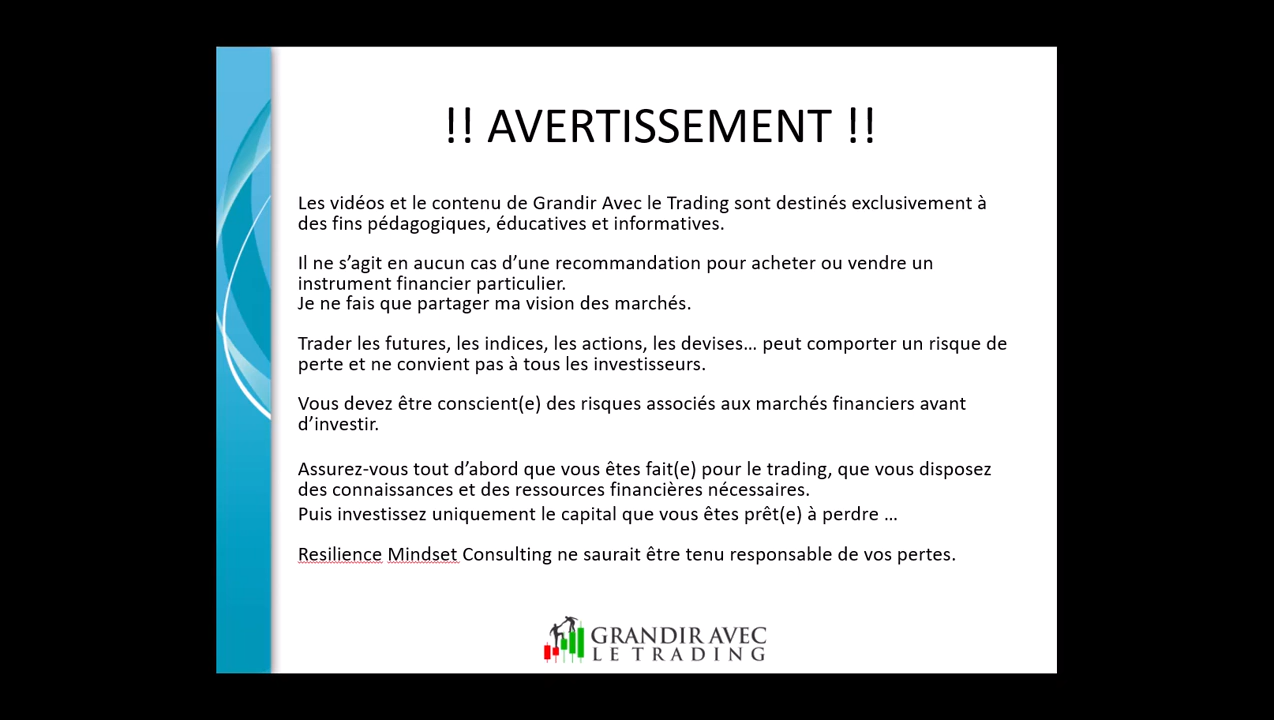 !! AVERTISSEMENT !!
Les vidéos et le contenu de Grandir Avec le Trading sont destinés exclusivement à
des fins pédagogiques, éducatives et informatives.
Il ne s’agit en aucun cas d’une recommandation pour acheter ou vendre un
instrument financier particulier.
Je ne fais que partager ma vision des marchés.
Trader les futures, les indices, les actions, les devises… peut comporter un risque de
perte et ne convient pas à tous les investisseurs.
Vous devez être conscient(e) des risques associés aux marchés financiers avant
d’investir.
Assurez-vous tout d’abord que vous êtes fait(e) pour le trading, que vous disposez
des connaissances et des ressources financières nécessaires.
Puis investissez uniquement le capital que vous êtes prêt(e) à perdre …
Resilience Mindset Consulting ne saurait être tenu responsable de vos pertes.
GRANDIR AVEC
LE TRADING